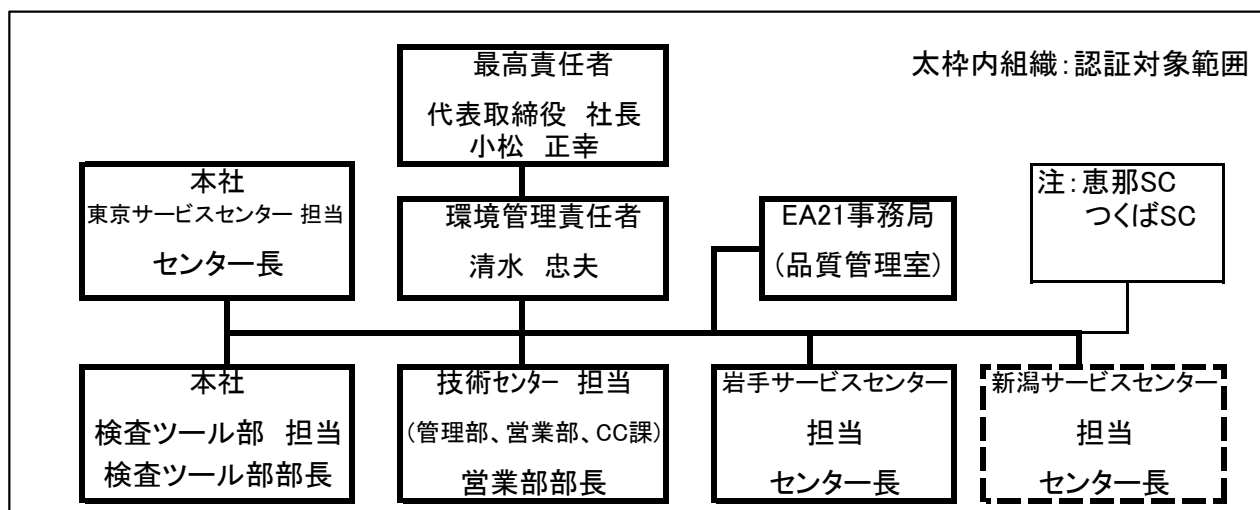 最高責任者
代表取締役 社長
小松 正幸
太枠内組織:認証対象範囲
本社
東京サービスセンター 担当
センター長
環境管理責任者
清水 忠夫
EA21事務局
(品質管理室)
注:恵那SC
つくばSC
本社
検査ツール部 担当
検査ツール部部長
技術センター 担当
(管理部、営業部、CC課)
営業部部長
岩手サービスセンター
担当
センター長
新潟サービスセンター
担当
センター長